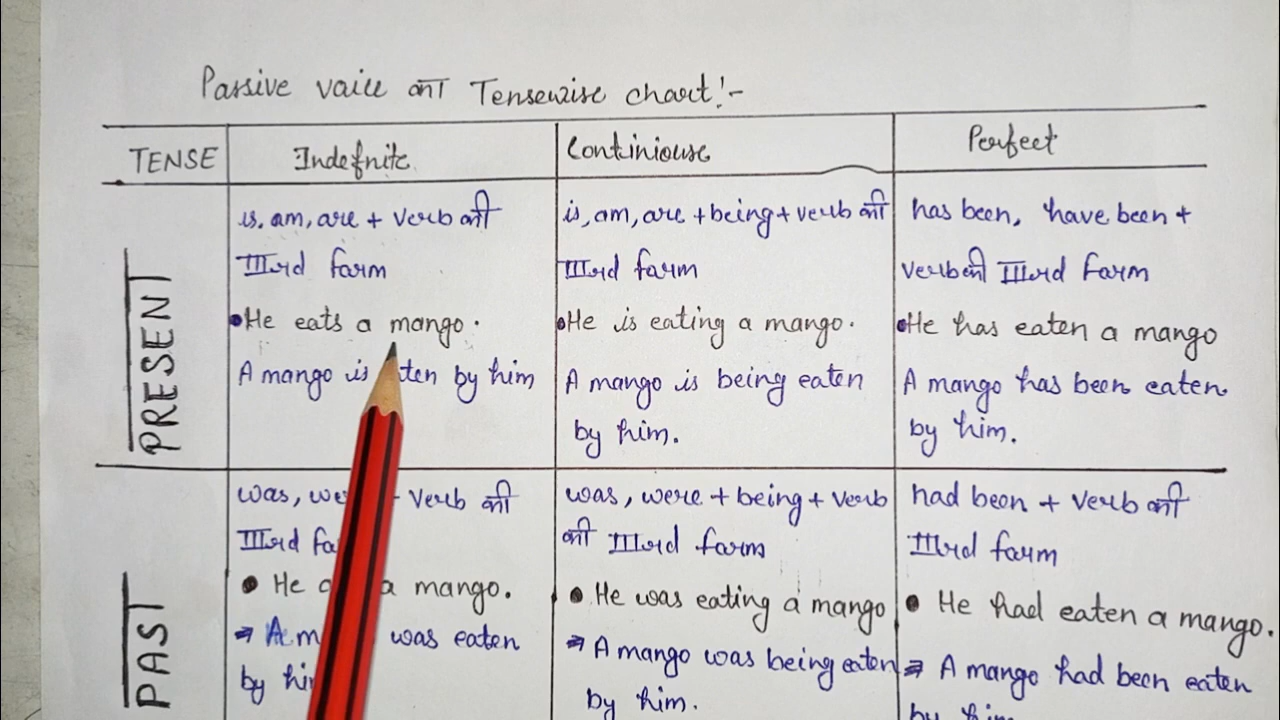 Passive vaice का Tensewise chart!-
TENSE
Indefnite
Continiouse
Perfect
PRESENT
is, am, are + verb की
IIIrd farm
•He eats a mango.
A mango is by him
is, am, are + being + verb की
IIIrd farm
•He is eating a mango.
A mango is being eaten
by him.
has been, have been +
verb की IIIrd farm
•He has eaten a mango
A mango has been eaten.
by him.
PAST
was, + verb की
IIIrd
• He a mango.
⇒ A was eaten
by
was, were + being + verb
की IIIrd farm
• He was eating a mango
⇒ A mango was being eaten
by him.
had been + verb की
IIIrd farm
• He had eaten a mango.
⇒ A mango had been eaten
by him